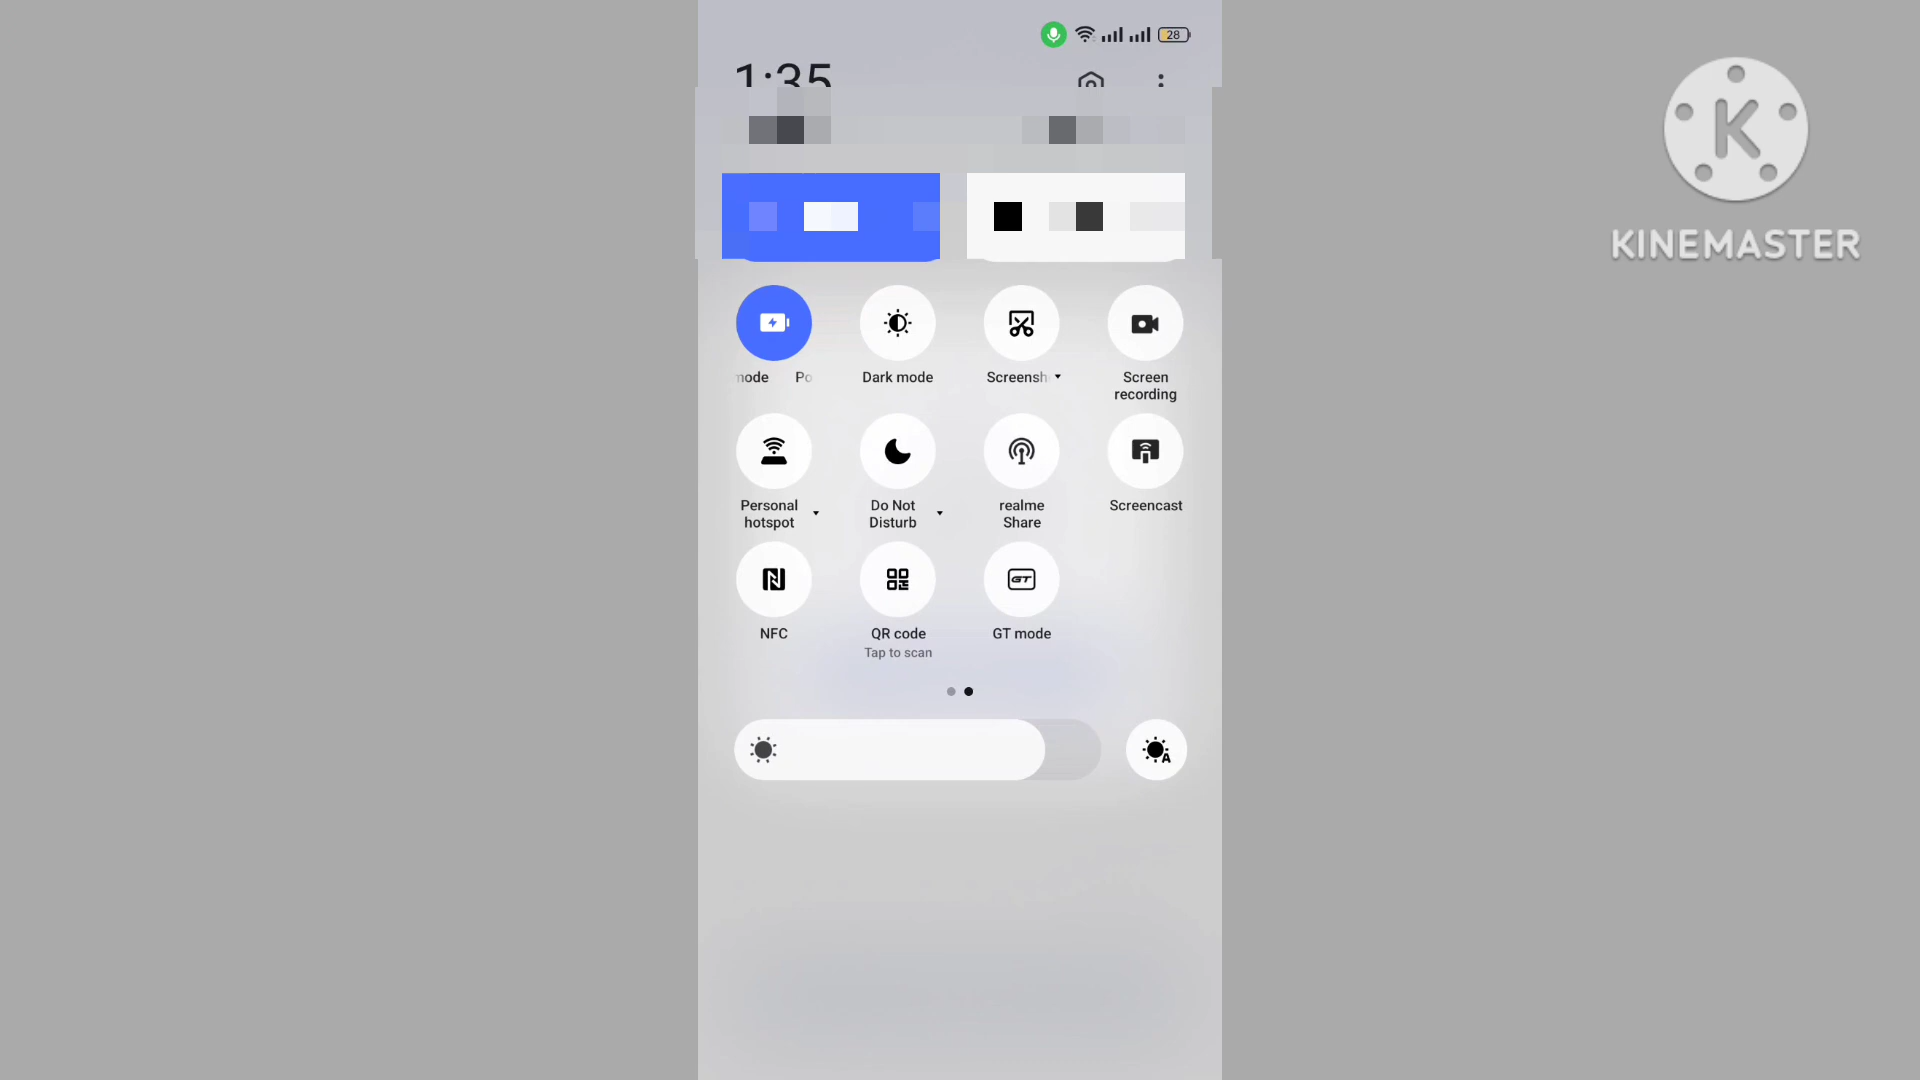 28
1:35
K
KINEMASTER
mode Po
Dark mode
Screensh
Screen
recording
Personal
hotspot
Do Not
Disturb
realme
Share
Screencast
NFC
QR code
Tap to scan
GT
GT mode
A